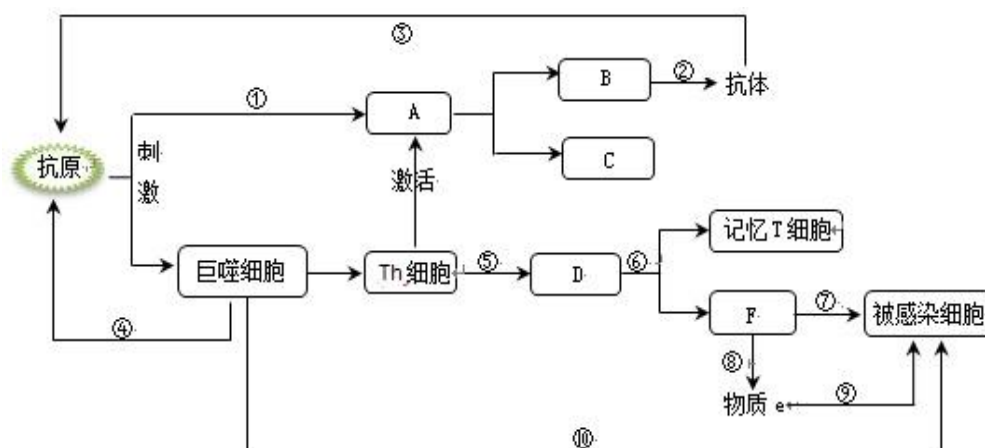 ③
B
②
抗体
①
A
抗原
刺
激
C
激活
记忆T细胞
巨噬细胞
Th细胞
⑤
D
⑥
④
F
⑦
被感染细胞
⑧
物质 e
⑨
⑩